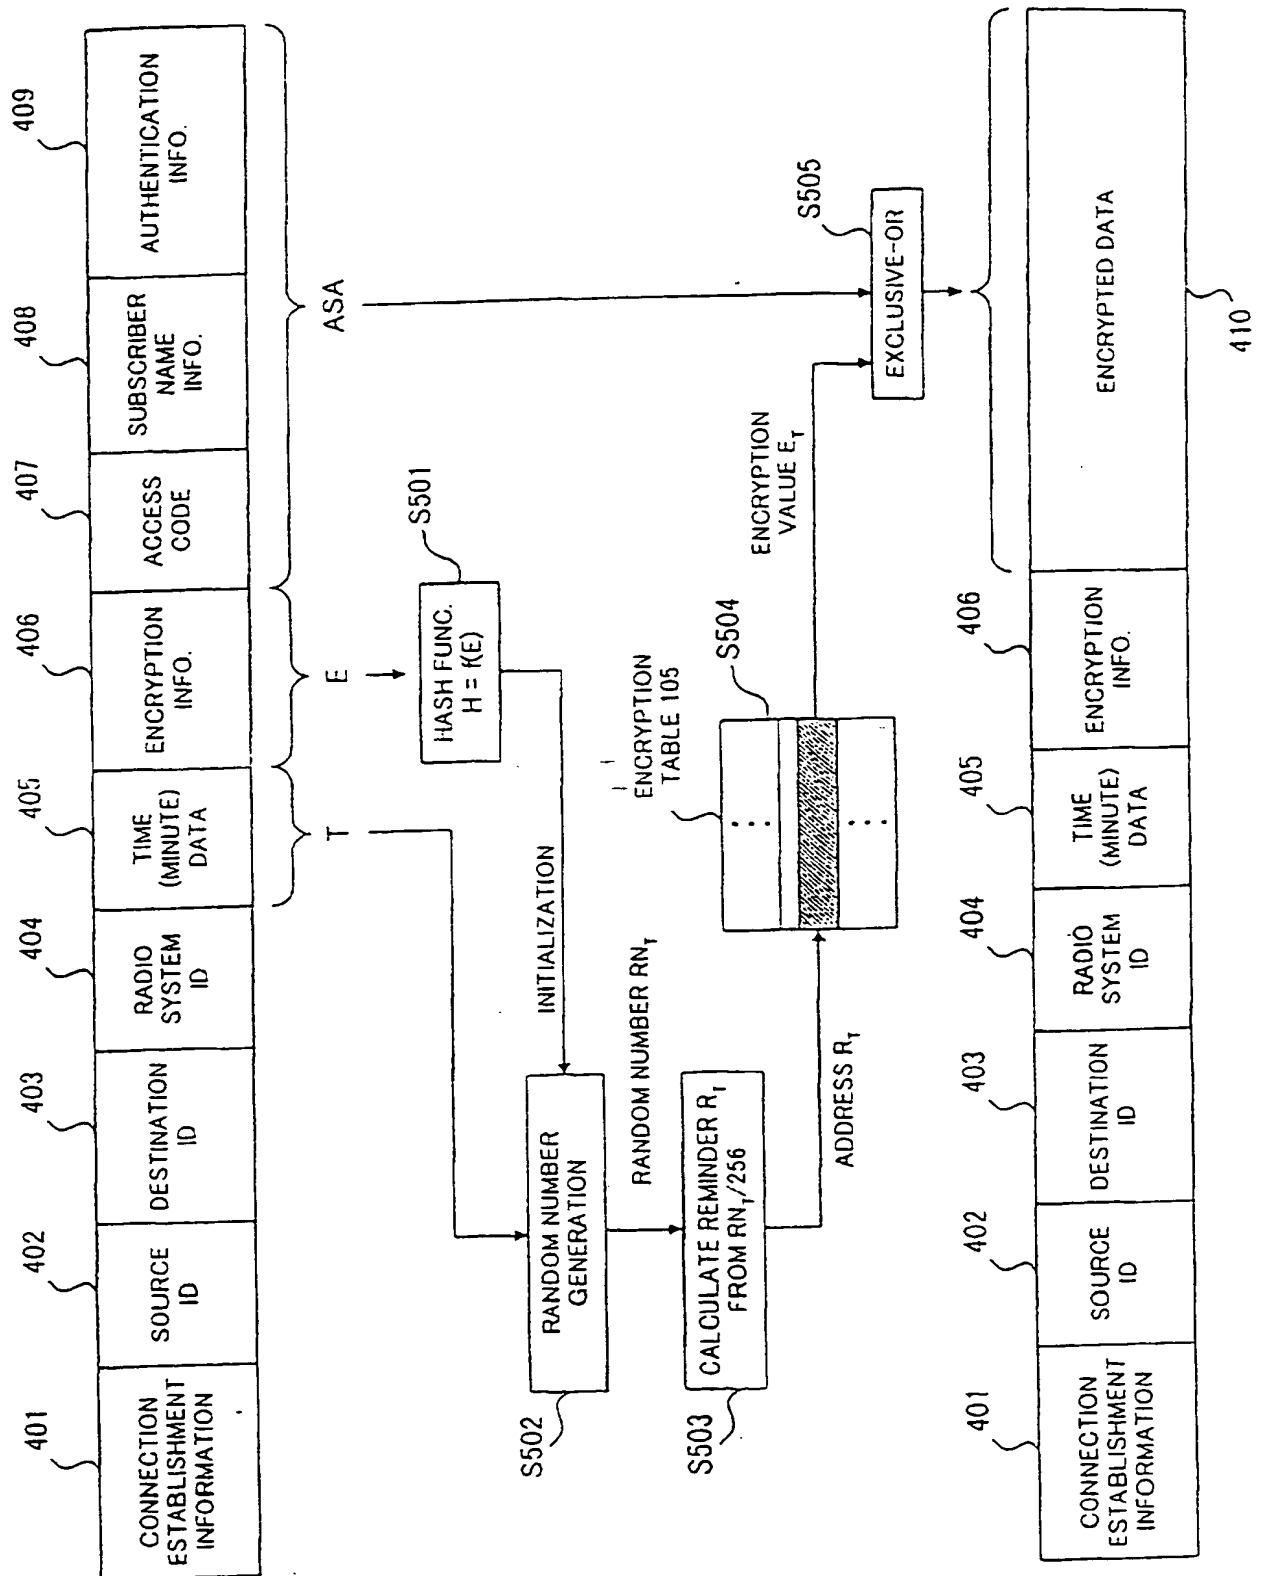 401
402
403
404
405
406
407
408
409
CONNECTION
ESTABLISHMENT
INFORMATION
SOURCE
ID
DESTINATION
ID
RADIO
SYSTEM
ID
TIME
(MINUTE)
DATA
ENCRYPTION
INFO.
ACCESS
CODE
SUBSCRIBER
NAME
INFO.
AUTHENTICATION
INFO.
T
E
ASA
S501
HASH FUNC.
H = f(E)
INITIALIZATION
S502
RANDOM NUMBER
GENERATION
RANDOM NUMBER RN_T
S503
CALCULATE REMINDER R_T
FROM RN_T/256
ADDRESS R_T
ENCRYPTION
TABLE 105
S504
ENCRYPTION
VALUE E_T
S505
EXCLUSIVE-OR
401
402
403
404
405
406
CONNECTION
ESTABLISHMENT
INFORMATION
SOURCE
ID
DESTINATION
ID
RADIO
SYSTEM
ID
TIME
(MINUTE)
DATA
ENCRYPTION
INFO.
ENCRYPTED DATA
410